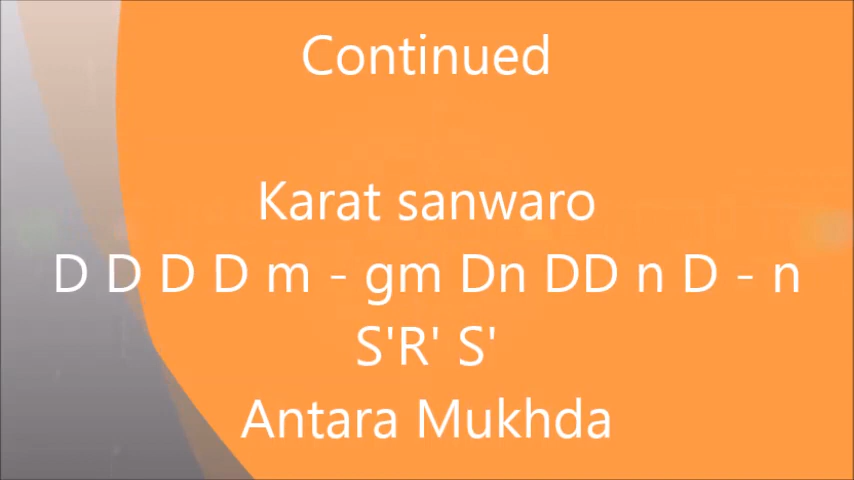 Continued
Karat sanwaro
D D D D m - gm Dn DD n D - n
S'R' S'
Antara Mukhda